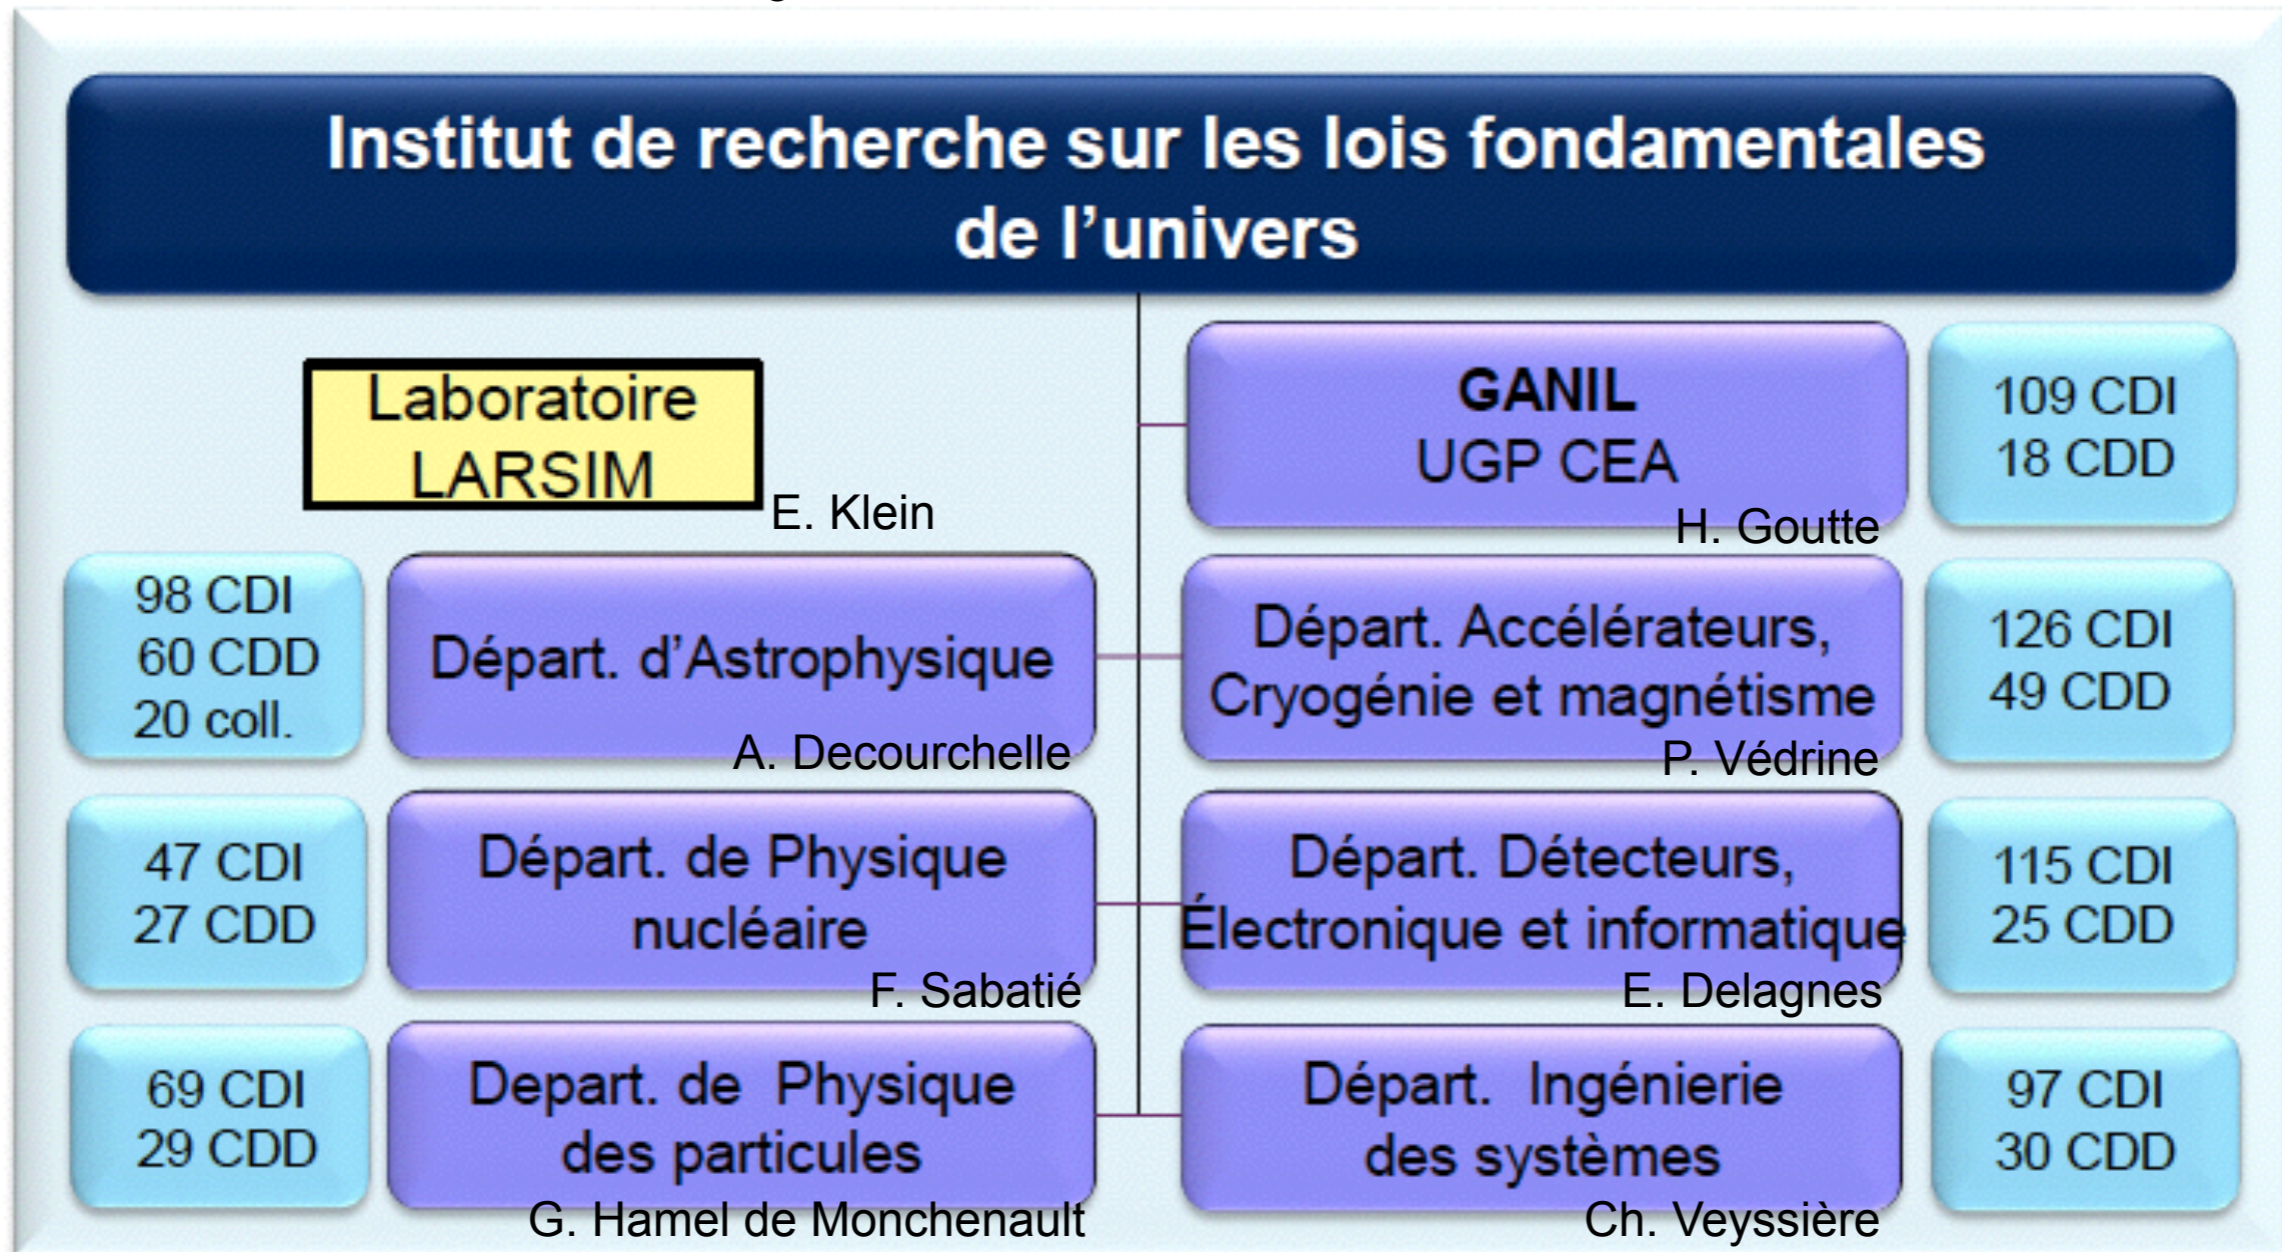 Institut de recherche sur les lois fondamentales
de l’univers
Laboratoire
LARSIM
E. Klein
GANIL
UGP CEA
H. Goutte
109 CDI
18 CDD
98 CDI
60 CDD
20 coll.
Départ. d’Astrophysique
A. Decourchelle
Départ. Accélérateurs,
Cryogénie et magnétisme
P. Védrine
126 CDI
49 CDD
47 CDI
27 CDD
Départ. de Physique
nucléaire
F. Sabatié
Départ. Détecteurs,
Électronique et informatique
E. Delagnes
115 CDI
25 CDD
69 CDI
29 CDD
Depart. de  Physique
des particules
G. Hamel de Monchenault
Départ.  Ingénierie
des systèmes
Ch. Veyssière
97 CDI
30 CDD